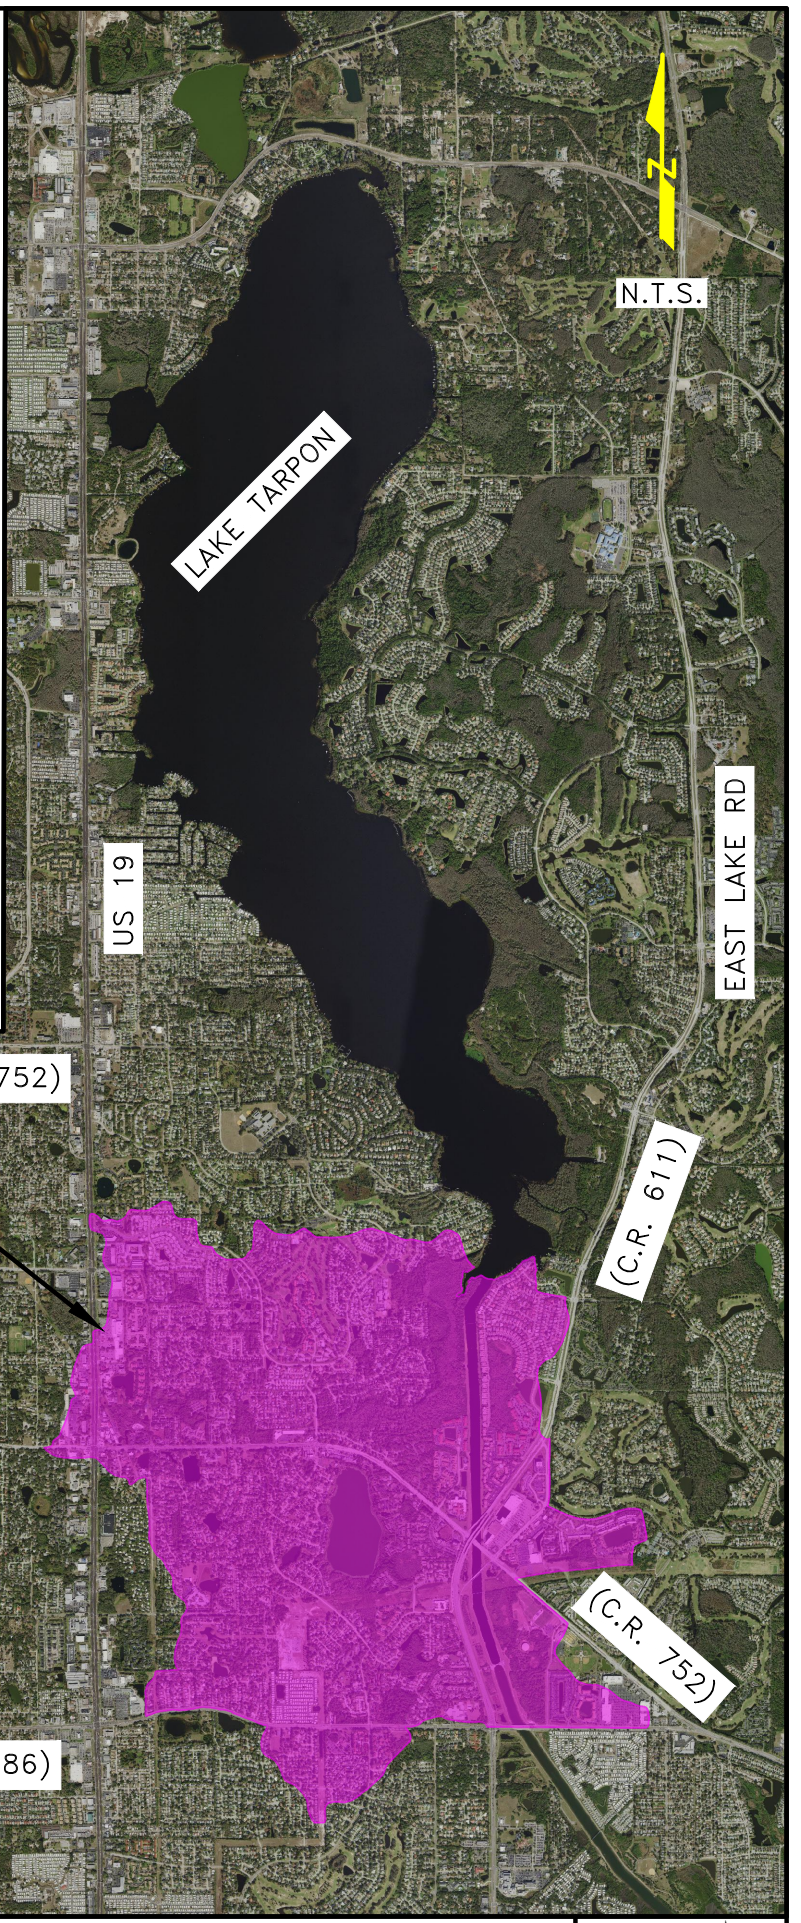 N.T.S.
LAKE TARPON
EAST LAKE RD
US 19
752)
(C.R. 611)
(C.R. 752)
86)